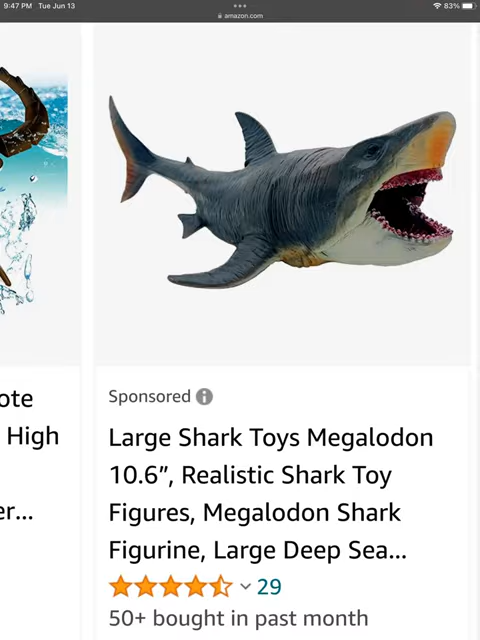 9:47 PM Tue Jun 13
83%
amazon.com
Sponsored
ote
High
er...
Large Shark Toys Megalodon
10.6”, Realistic Shark Toy
Figures, Megalodon Shark
Figurine, Large Deep Sea...
29
50+ bought in past month